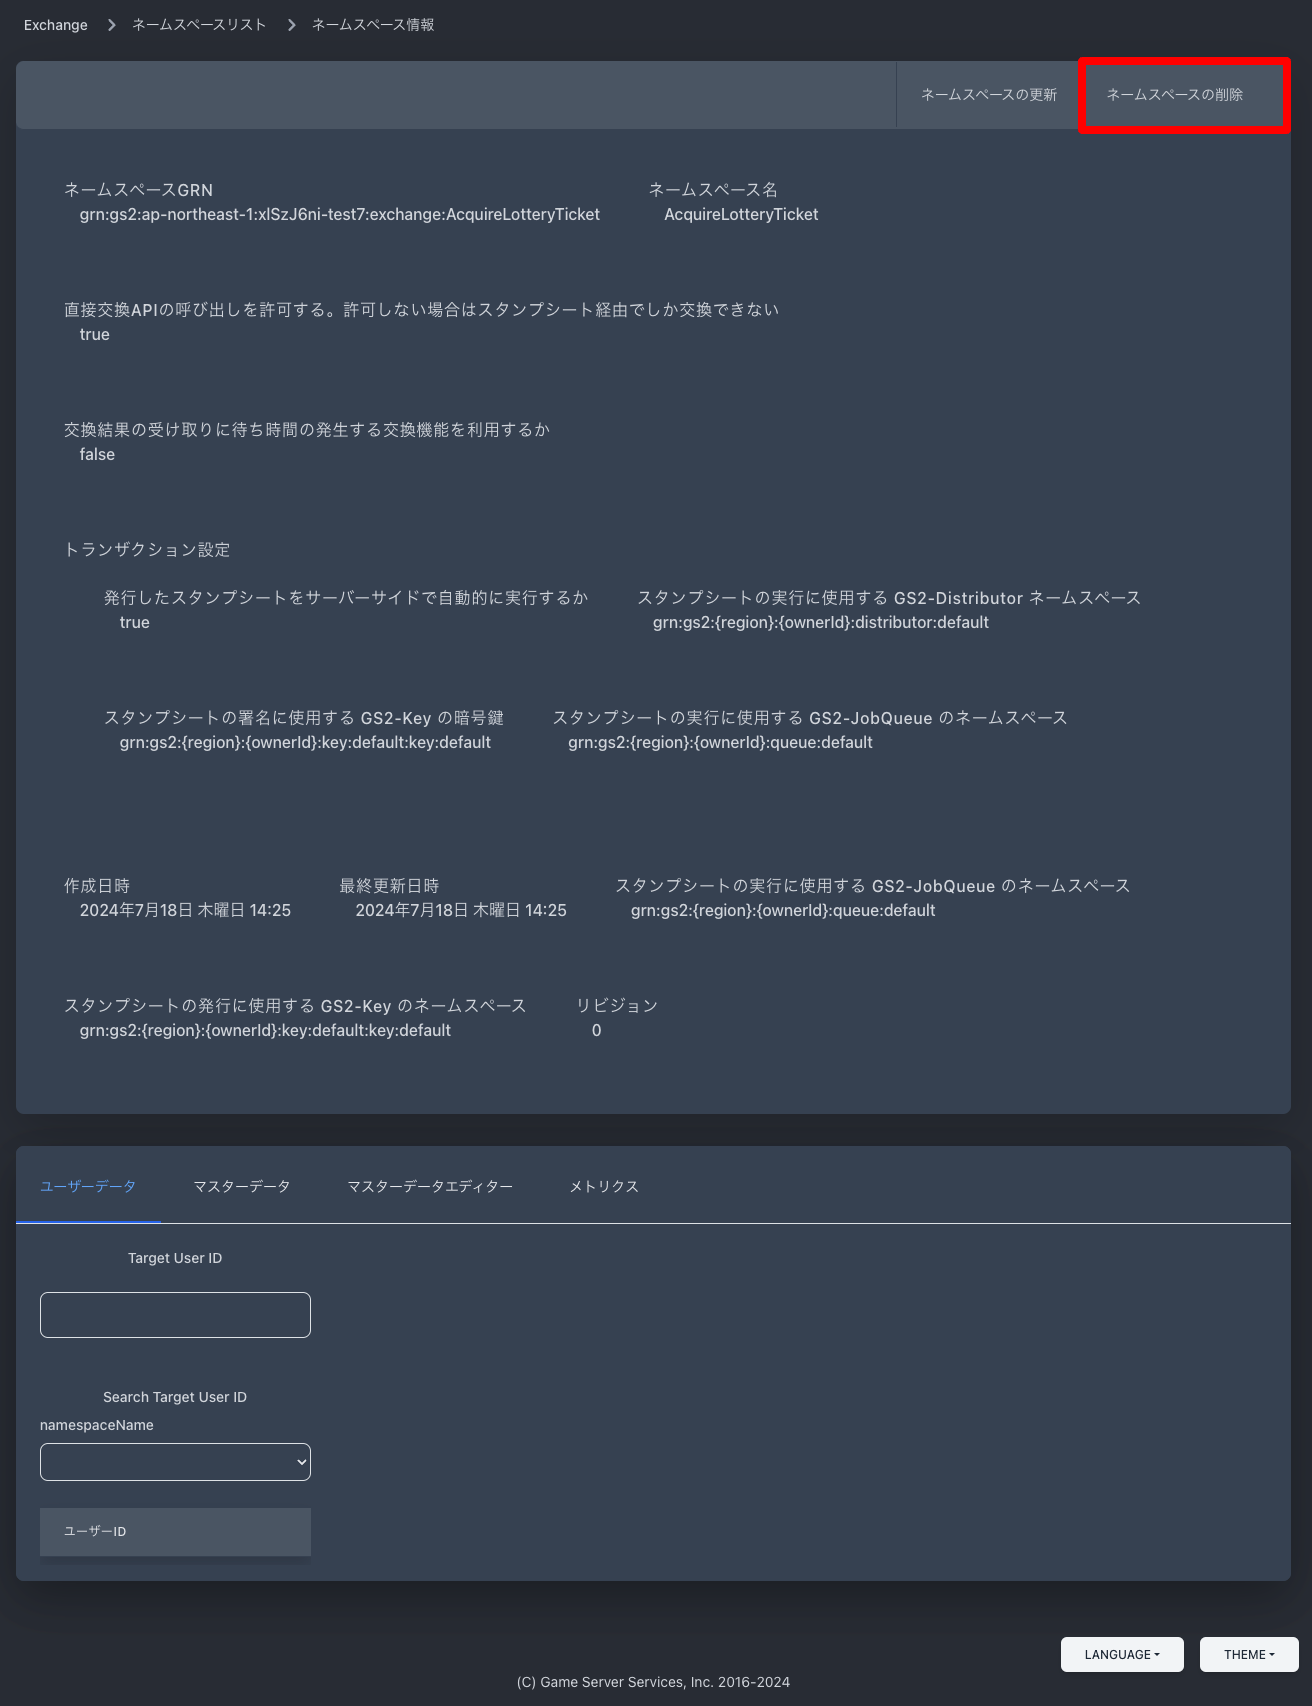 Exchange ネームスペースリスト ネームスペース情報
ネームスペースの更新 ネームスペースの削除
ネームスペースGRN ネームスペース名
grn:gs2:ap-northeast-1:xlSzJ6ni-test7:exchange:AcquireLotteryTicket AcquireLotteryTicket
直接交換APIの呼び出しを許可する。許可しない場合はスタンプシート経由でしか交換できない
true
交換結果の受け取りに待ち時間の発生する交換機能を利用するか
false
トランザクション設定
発行したスタンプシートをサーバーサイドで自動的に実行するか スタンプシートの実行に使用する GS2-Distributor ネームスペース
true grn:gs2:{region}:{ownerId}:distributor:default
スタンプシートの署名に使用する GS2-Key の暗号鍵 スタンプシートの実行に使用する GS2-JobQueue のネームスペース
grn:gs2:{region}:{ownerId}:key:default:key:default grn:gs2:{region}:{ownerId}:queue:default
作成日時 最終更新日時 スタンプシートの実行に使用する GS2-JobQueue のネームスペース
2024年7月18日 木曜日 14:25 2024年7月18日 木曜日 14:25 grn:gs2:{region}:{ownerId}:queue:default
スタンプシートの発行に使用する GS2-Key のネームスペース リビジョン
grn:gs2:{region}:{ownerId}:key:default:key:default 0
ユーザーデータ マスターデータ マスターデータエディター メトリクス
Target User ID
Search Target User ID
namespaceName
ユーザーID
LANGUAGE THEME
(C) Game Server Services, Inc. 2016-2024